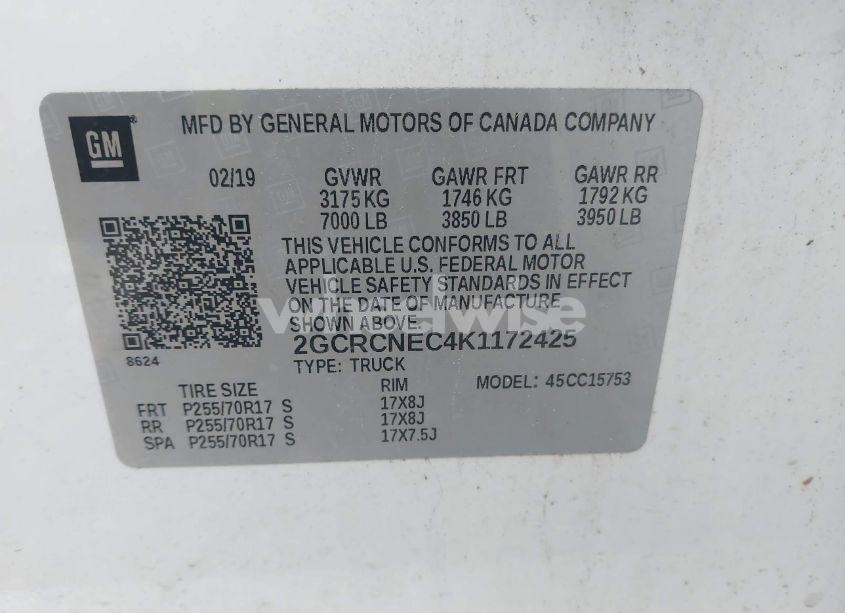 GM
MFD BY GENERAL MOTORS OF CANADA COMPANY
02/19 GVWR GAWR FRT GAWR RR
3175 KG 1746 KG 1792 KG
7000 LB 3850 LB 3950 LB
THIS VEHICLE CONFORMS TO ALL
APPLICABLE U.S. FEDERAL MOTOR
VEHICLE SAFETY STANDARDS IN EFFECT
ON THE DATE OF MANUFACTURE
SHOWN ABOVE.
2GCRCNEC4K1172425
8624
TYPE: TRUCK
TIRE SIZE RIM MODEL: 45CC15753
FRT P255/70R17 S 17X8J
RR P255/70R17 S 17X8J
SPA P255/70R17 S 17X7.5J